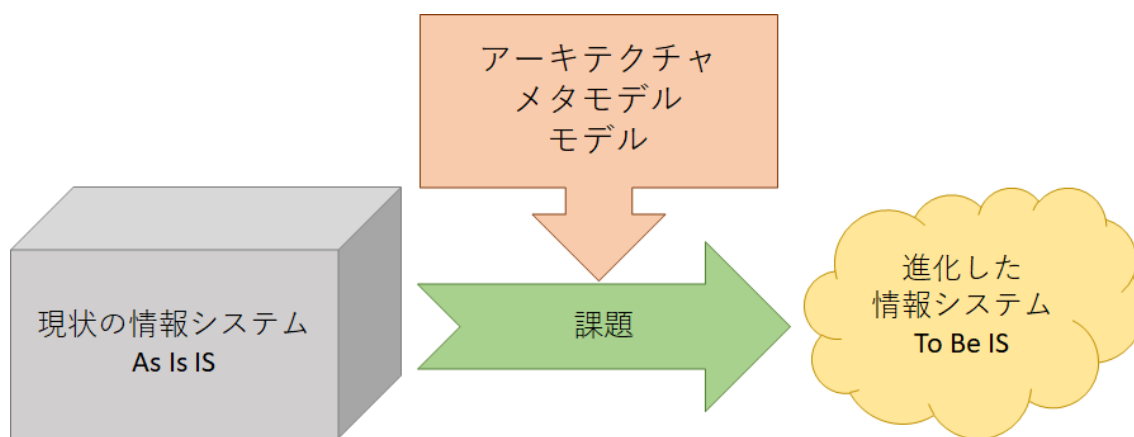 アーキテクチャ
メタモデル
モデル
現状の情報システム
As Is IS
課題
進化した
情報システム
To Be IS